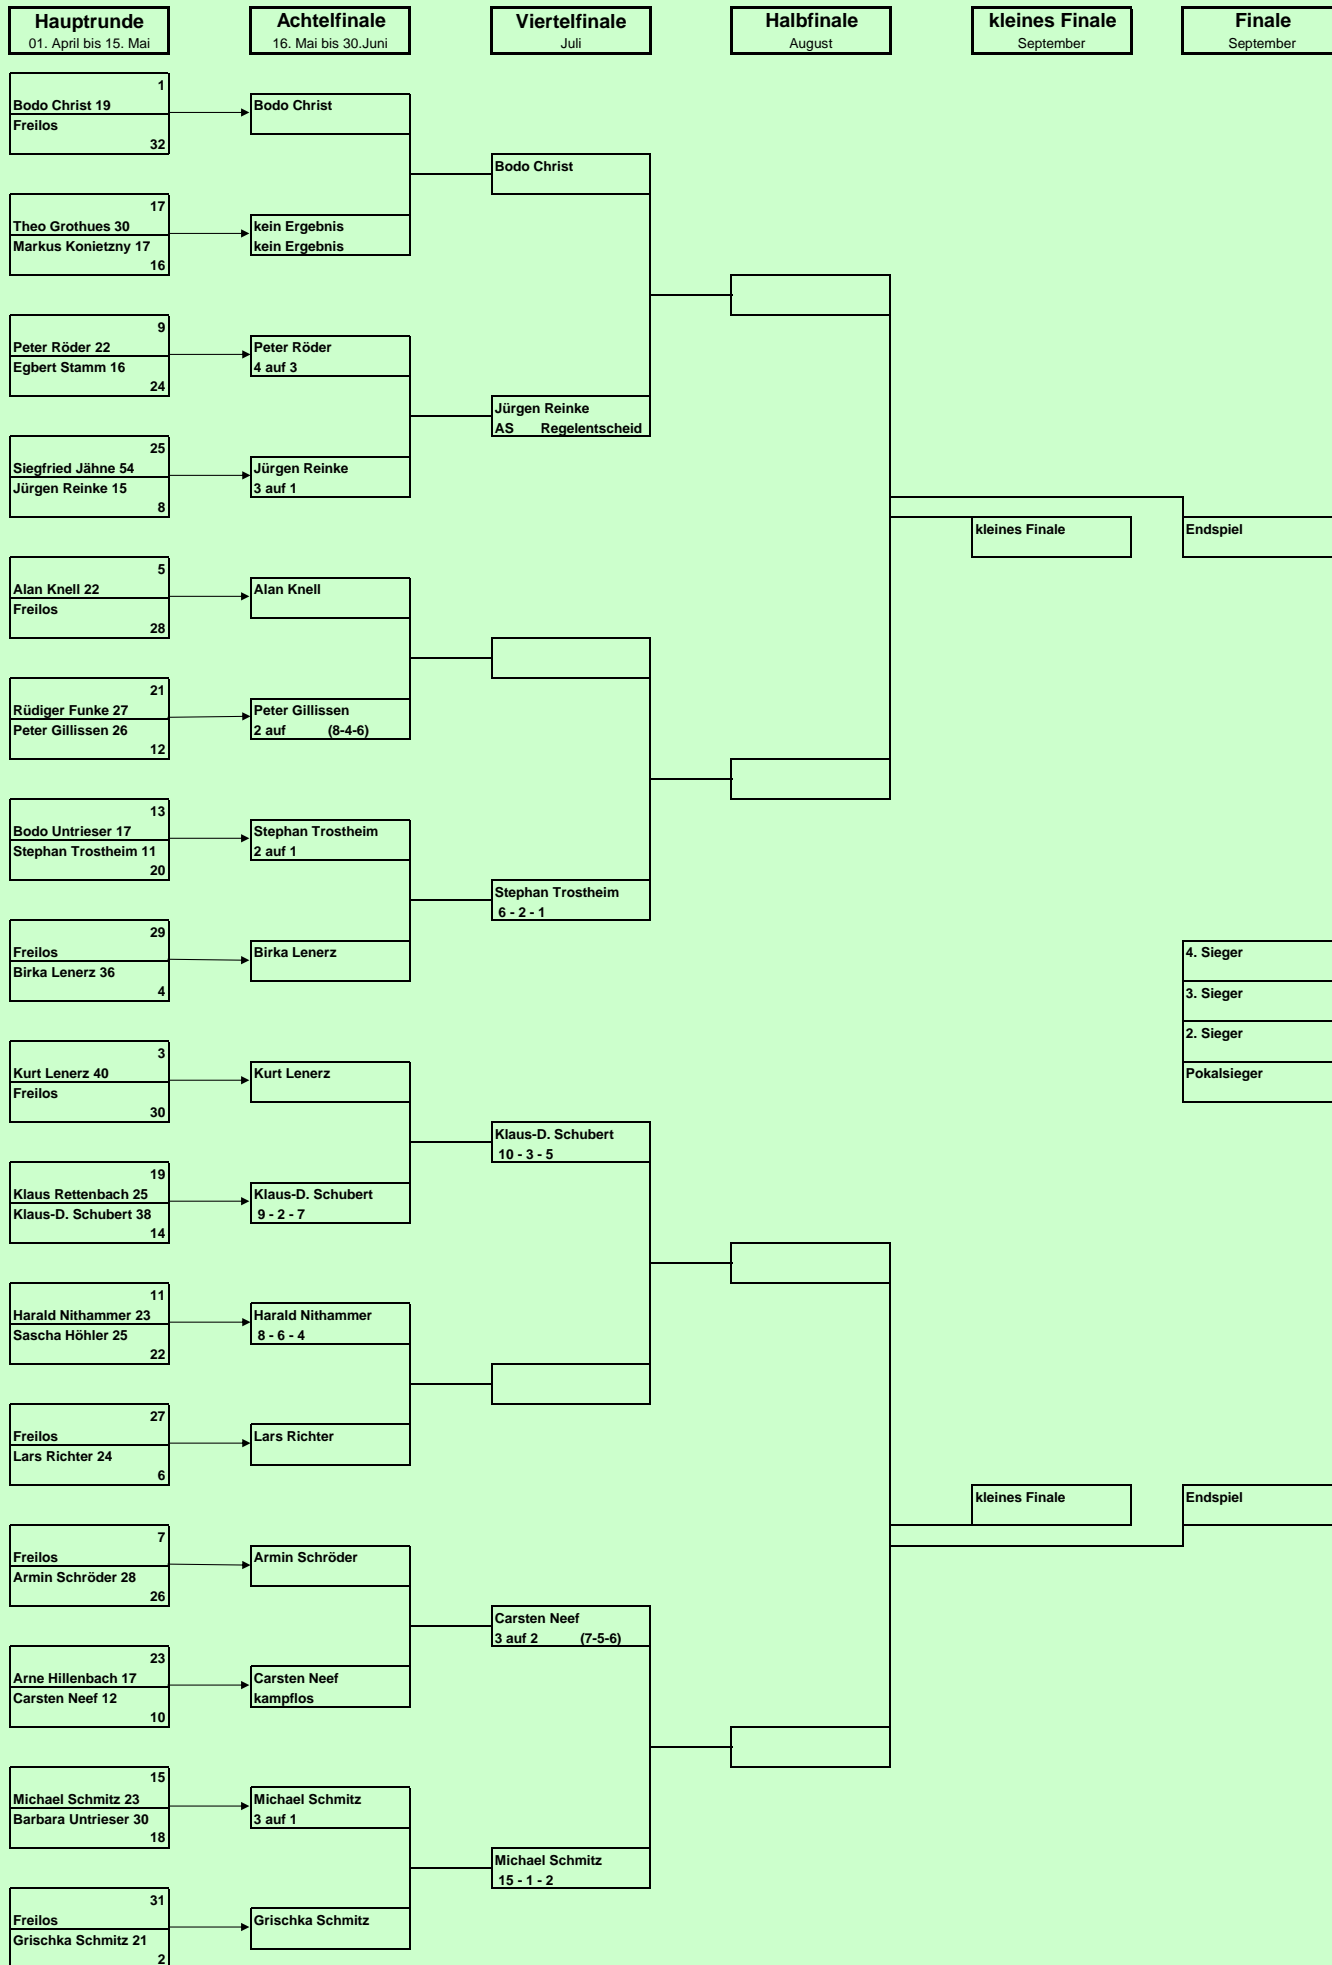 Hauptrunde
01. April bis 15. Mai
Achtelfinale
16. Mai bis 30.Juni
Viertelfinale
Juli
Halbfinale
August
kleines Finale
September
Finale
September
1
Bodo Christ 19
Freilos
32
17
Theo Grothues 30
Markus Konietzny 17
16
9
Peter Röder 22
Egbert Stamm 16
24
25
Siegfried Jähne 54
Jürgen Reinke 15
8
5
Alan Knell 22
Freilos
28
21
Rüdiger Funke 27
Peter Gillissen 26
12
13
Bodo Untrieser 17
Stephan Trostheim 11
20
29
Freilos
Birka Lenerz 36
4
3
Kurt Lenerz 40
Freilos
30
19
Klaus Rettenbach 25
Klaus-D. Schubert 38
14
11
Harald Nithammer 23
Sascha Höhler 25
22
27
Freilos
Lars Richter 24
6
7
Freilos
Armin Schröder 28
26
23
Arne Hillenbach 17
Carsten Neef 12
10
15
Michael Schmitz 23
Barbara Untrieser 30
18
31
Freilos
Grischka Schmitz 21
2
Bodo Christ
kein Ergebnis
kein Ergebnis
Peter Röder
4 auf 3
Jürgen Reinke
3 auf 1
Alan Knell
Peter Gillissen
2 auf (8-4-6)
Stephan Trostheim
2 auf 1
Birka Lenerz
Kurt Lenerz
Klaus-D. Schubert
9 - 2 - 7
Harald Nithammer
8 - 6 - 4
Lars Richter
Armin Schröder
Carsten Neef
kampflos
Michael Schmitz
3 auf 1
Grischka Schmitz
Bodo Christ
Jürgen Reinke
AS Regelentscheid
Stephan Trostheim
6 - 2 - 1
Klaus-D. Schubert
10 - 3 - 5
Carsten Neef
3 auf 2 (7-5-6)
Michael Schmitz
15 - 1 - 2
kleines Finale
kleines Finale
Endspiel
4. Sieger
3. Sieger
2. Sieger
Pokalsieger
Endspiel